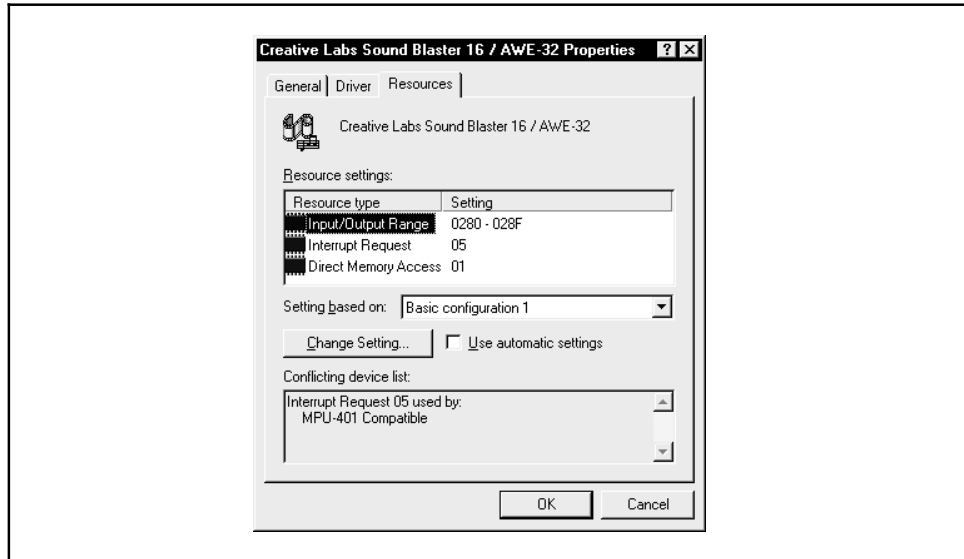 Creative Labs Sound Blaster 16 / AWE-32 Properties
General Driver Resources
Creative Labs Sound Blaster 16 / AWE-32
Resource settings:
Resource type Setting
Input/Output Range 0280 - 028F
Interrupt Request 05
Direct Memory Access 01
Setting based on: Basic configuration 1
Change Setting... Use automatic settings
Conflicting device list:
Interrupt Request 05 used by:
MPU-401 Compatible
OK Cancel